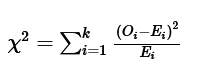 χ² = ∑ᵢ₌₁ᵏ (Oᵢ−Eᵢ)² / Eᵢ